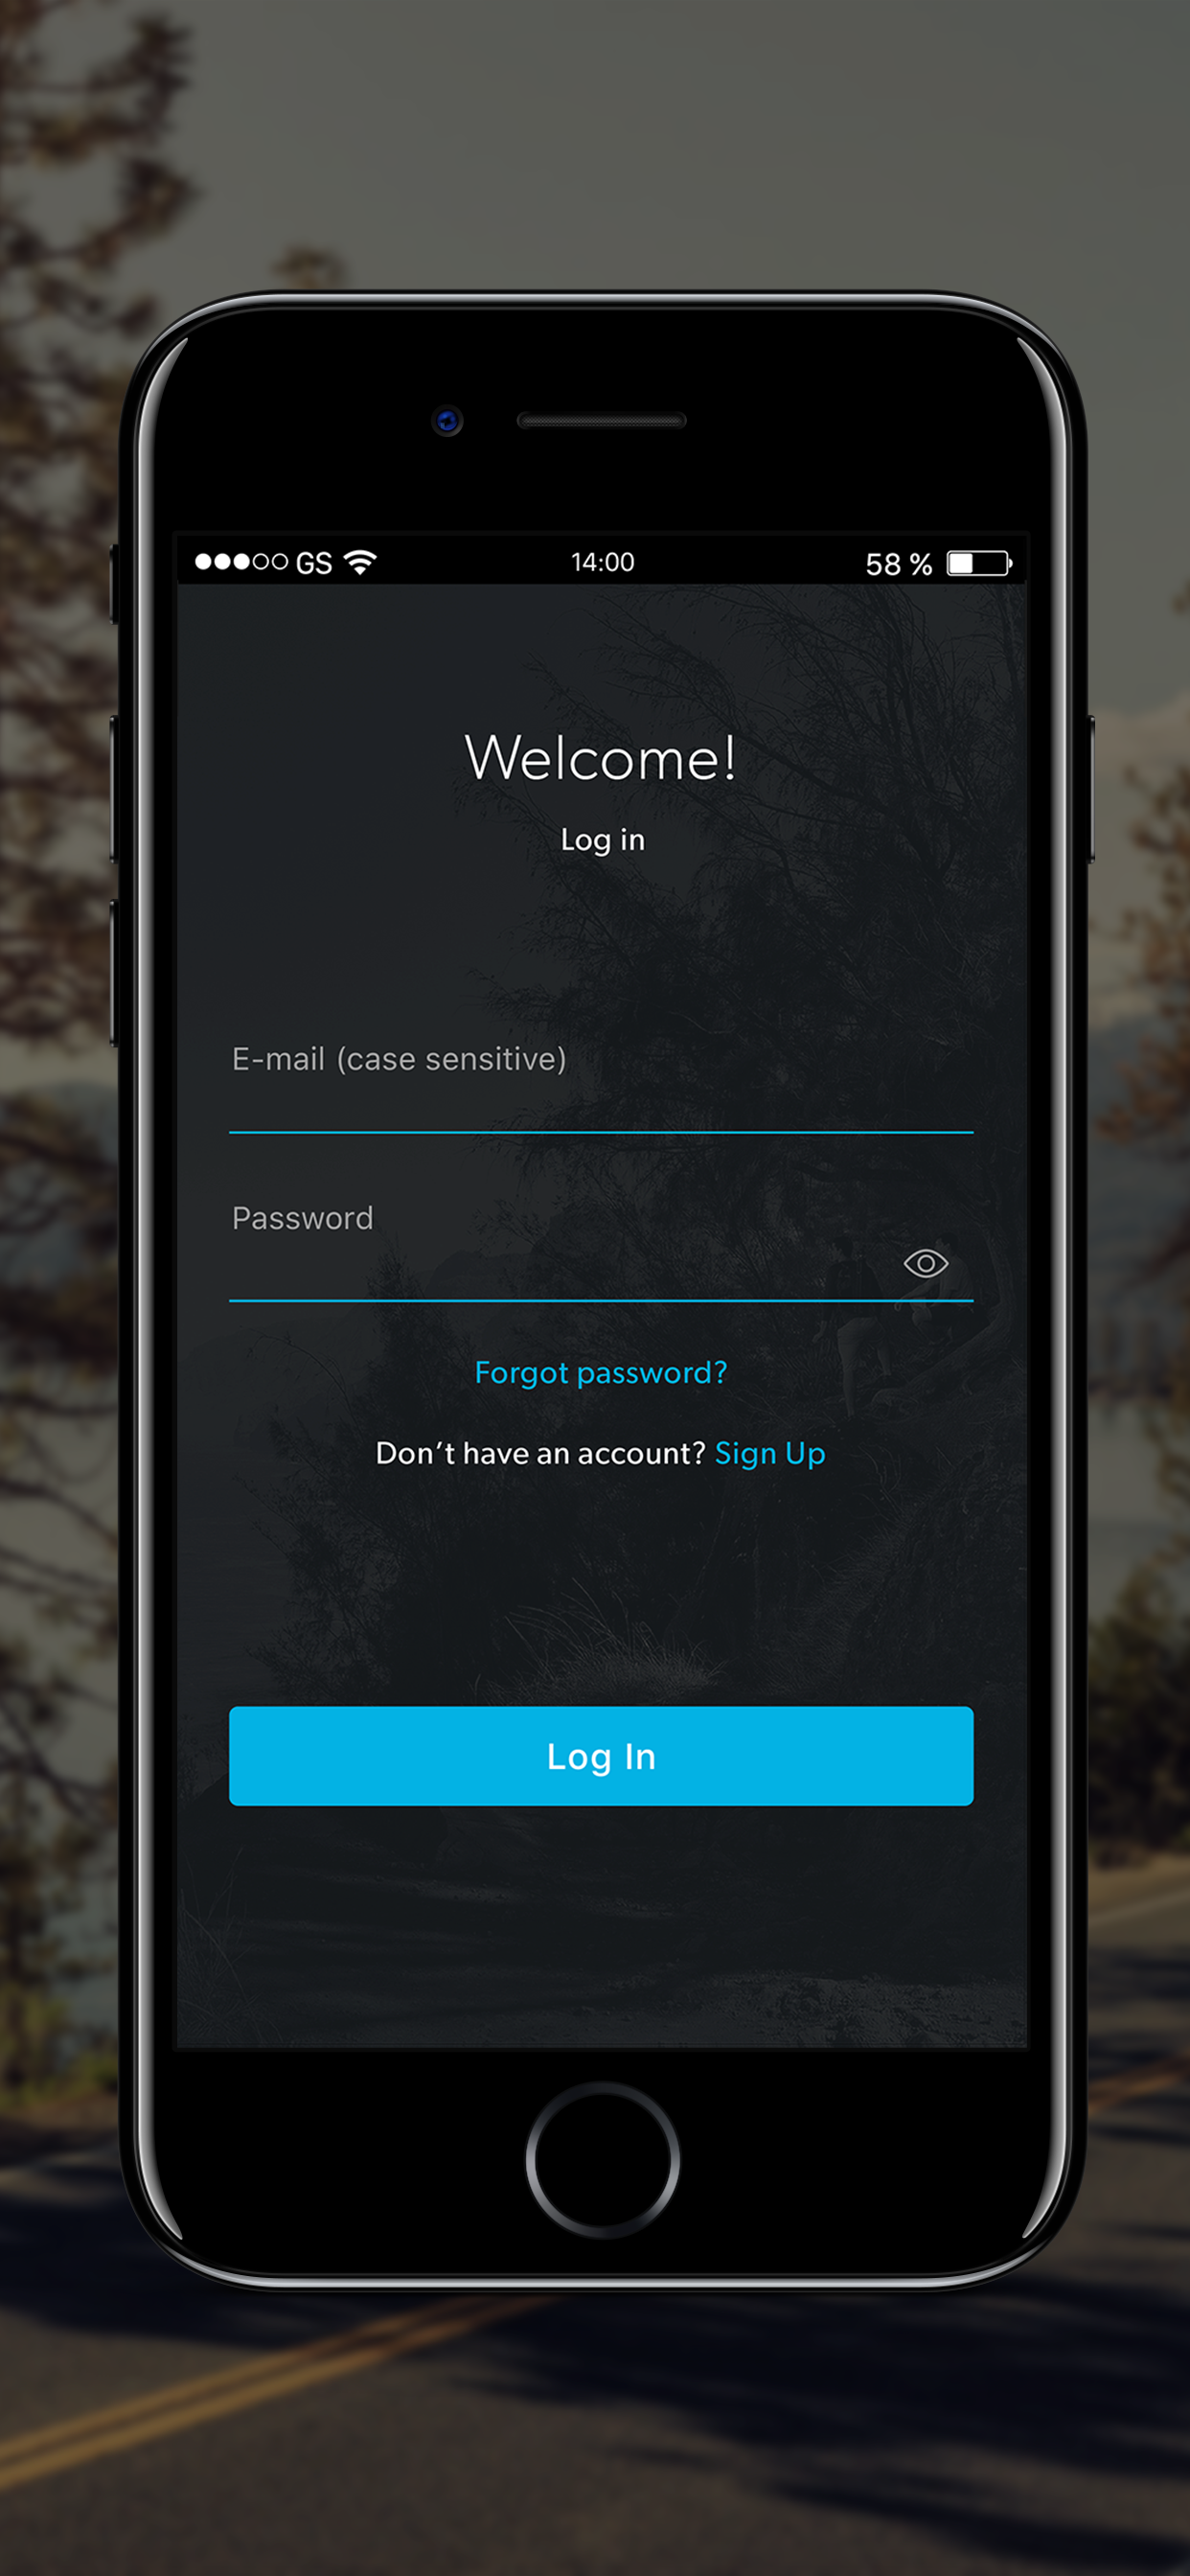 GS 14:00 58 %
Welcome!
Log in
E-mail (case sensitive)
Password
Forgot password?
Don’t have an account? Sign Up
Log In